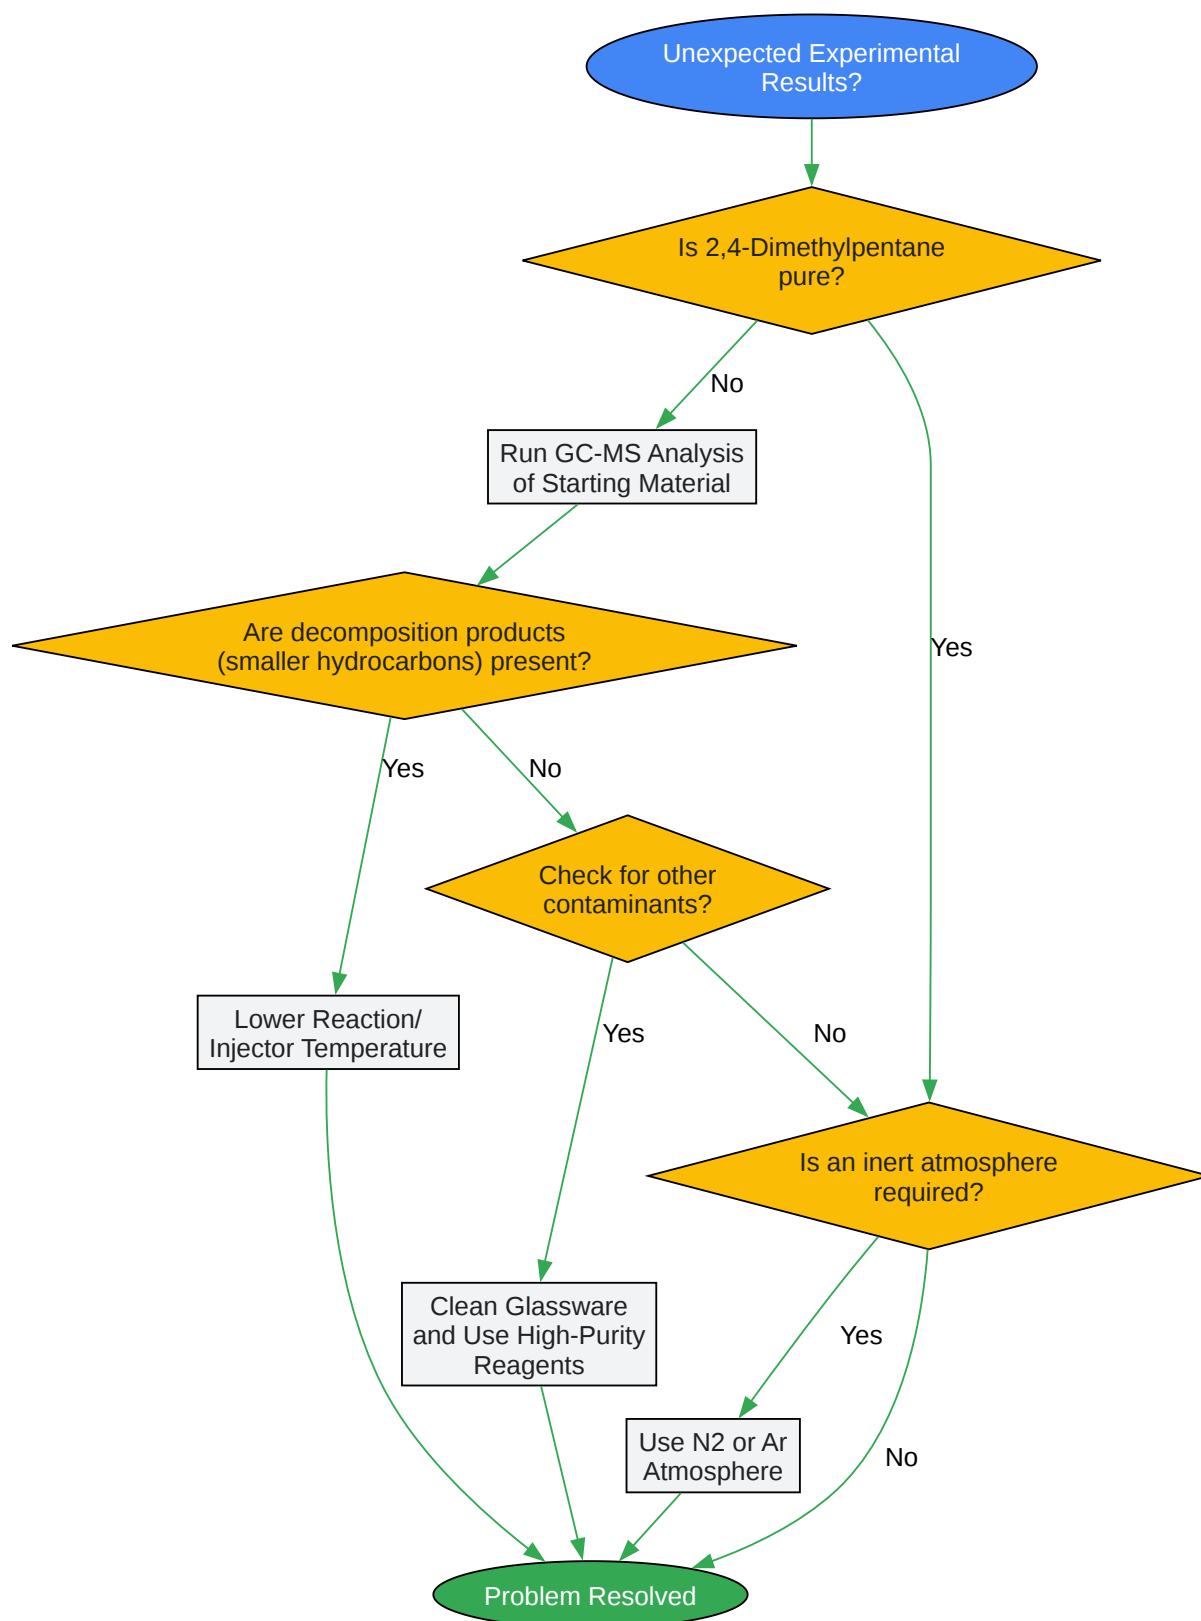 Unexpected Experimental
Results?
Is 2,4-Dimethylpentane
pure?
No
Run GC-MS Analysis
of Starting Material
Are decomposition products
(smaller hydrocarbons) present?
Yes
Yes
No
Check for other
contaminants?
Lower Reaction/
Injector Temperature
Yes
No
Is an inert atmosphere
required?
Clean Glassware
and Use High-Purity
Reagents
Yes
Use N2 or Ar
Atmosphere
No
Problem Resolved